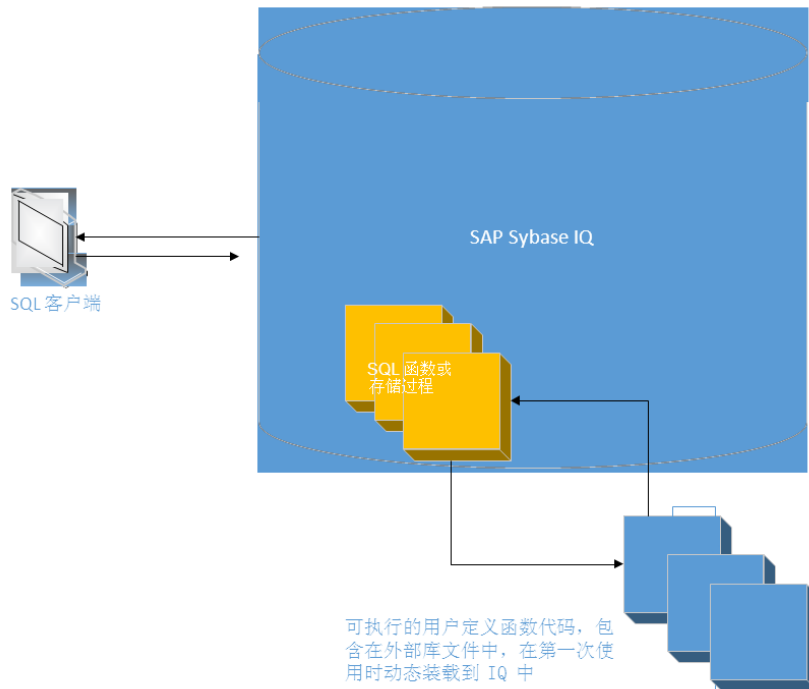 SAP Sybase IQ
SQL 客户端
SQL 函数或
存储过程
可执行的用户定义函数代码，包
含在外部库文件中，在第一次使
用时动态装载到 IQ 中